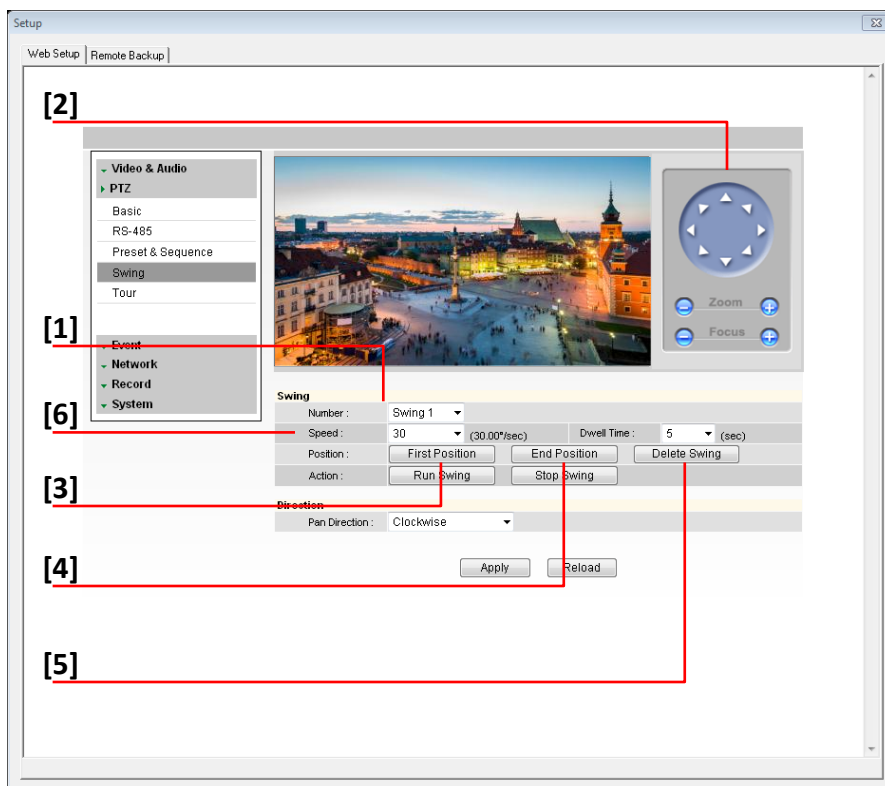 Setup
Web Setup Remote Backup
[2]
Video & Audio
PTZ
Basic
RS-485
Preset & Sequence
Swing
Tour
Zoom
Focus
[1]
Event
Network
Record
System
[6]
Swing
Number : Swing 1
Speed : 30 (30.00°/sec) Dwell Time : 5 (sec)
Position : First Position End Position Delete Swing
Action : Run Swing Stop Swing
[3]
Direction
Pan Direction : Clockwise
[4]
Apply Reload
[5]